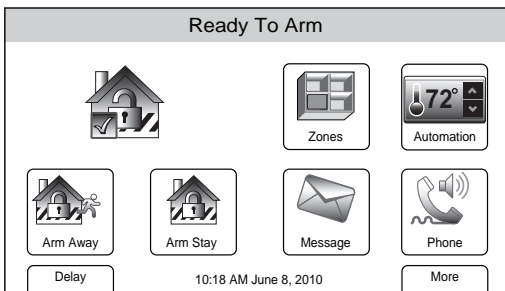 Ready To Arm
72°
Zones
Automation
Arm Away
Arm Stay
Message
Phone
Delay
10:18 AM June 8, 2010
More